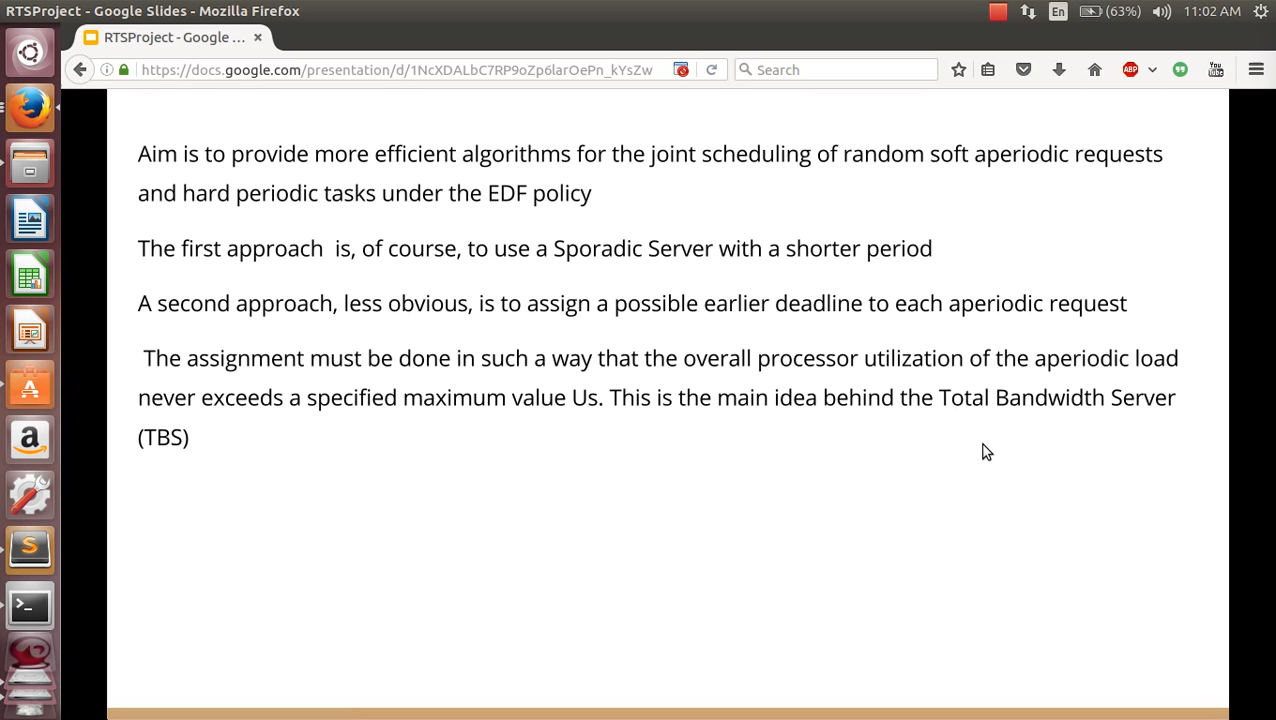 RTSProject - Google Slides - Mozilla Firefox
En
(63%)
11:02 AM
RTSProject - Google ...
https://docs.google.com/presentation/d/1NcXDALbC7RP9oZp6larOePn_kYsZw
Search
ABP
You Tube
Aim is to provide more efficient algorithms for the joint scheduling of random soft aperiodic requests
and hard periodic tasks under the EDF policy
The first approach is, of course, to use a Sporadic Server with a shorter period
A second approach, less obvious, is to assign a possible earlier deadline to each aperiodic request
The assignment must be done in such a way that the overall processor utilization of the aperiodic load
never exceeds a specified maximum value Us. This is the main idea behind the Total Bandwidth Server
(TBS)